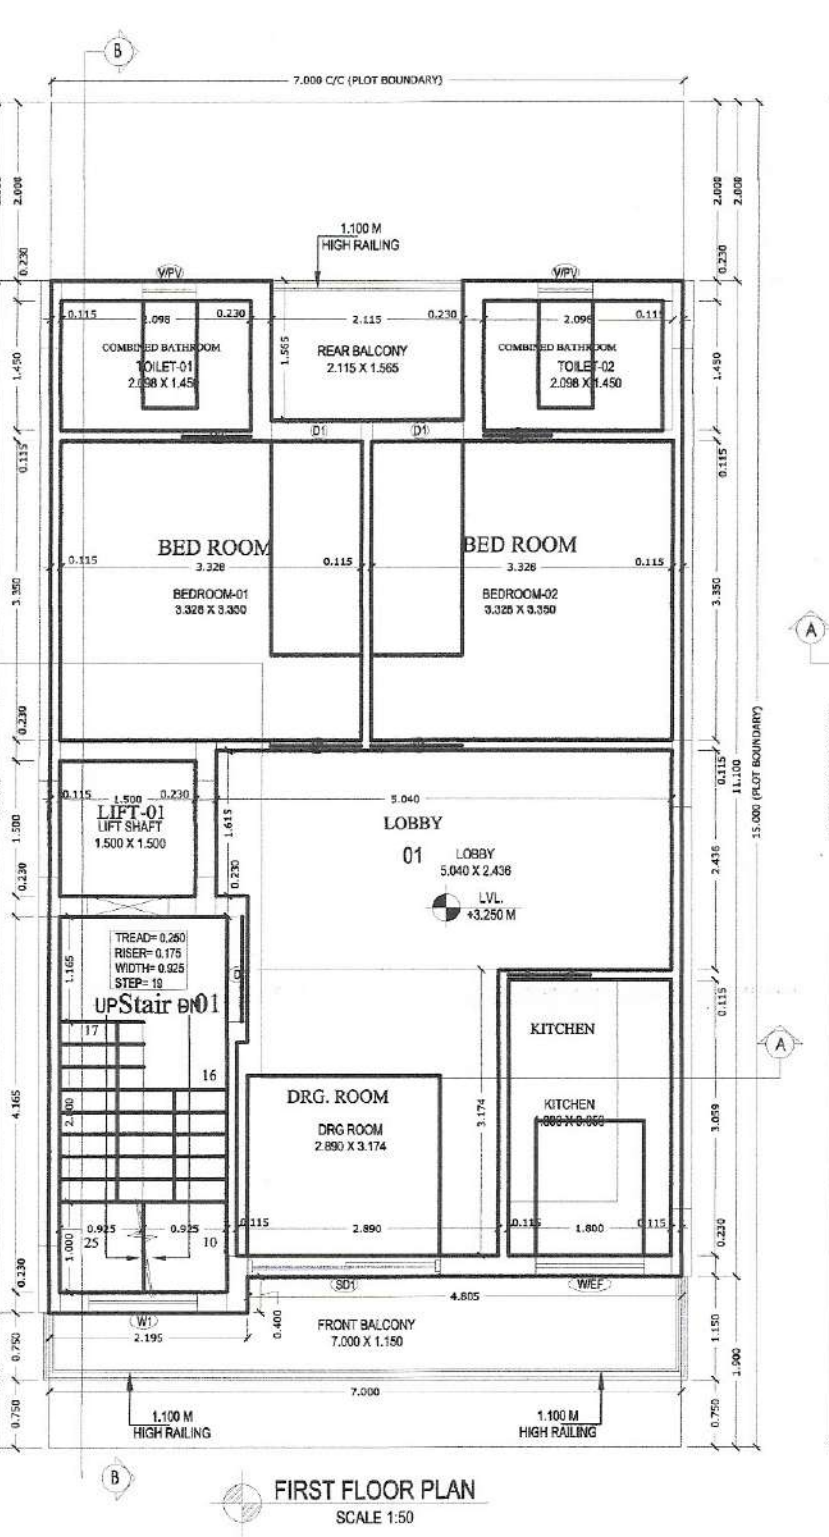 B
7.000 C/C (PLOT BOUNDARY)
2.000
2.000
2.000
1.100 M
HIGH RAILING
0.230
0.230
V/PV
V/PV
0.115
2.098
0.230
2.115
0.230
2.098
0.115
COMBINED BATHROOM
TOILET-01
2.098 X 1.450
1.565
REAR BALCONY
2.115 X 1.565
COMBINED BATHROOM
TOILET-02
2.098 X 1.450
1.450
1.450
D1
D1
0.115
0.115
BED ROOM
BED ROOM
0.115
3.328
0.115
3.328
0.115
BEDROOM-01
3.328 X 3.350
BEDROOM-02
3.328 X 3.350
3.350
3.350
A
0.230
0.115
11.100
15.000 (PLOT BOUNDARY)
0.115
1.500
0.230
5.040
LIFT-01
LIFT SHAFT
1.500 X 1.500
1.500
1.615
LOBBY
01
LOBBY
5.040 X 2.436
2.436
0.230
0.230
LVL.
+3.250 M
TREAD= 0.250
RISER= 0.175
WIDTH= 0.925
STEP= 19
1.165
D
UP Stair DN 01
0.115
17
KITCHEN
A
16
DRG. ROOM
KITCHEN
4.165
2.000
DRG ROOM
2.890 X 3.174
3.174
3.059
0.925
0.925
0.115
2.890
0.115
1.800
0.115
25
10
1.000
0.230
0.230
SD1
W/EF
4.805
W1
2.195
0.400
FRONT BALCONY
7.000 X 1.150
0.750
1.150
1.900
7.000
0.750
0.750
1.100 M
HIGH RAILING
1.100 M
HIGH RAILING
B
FIRST FLOOR PLAN
SCALE 1:50